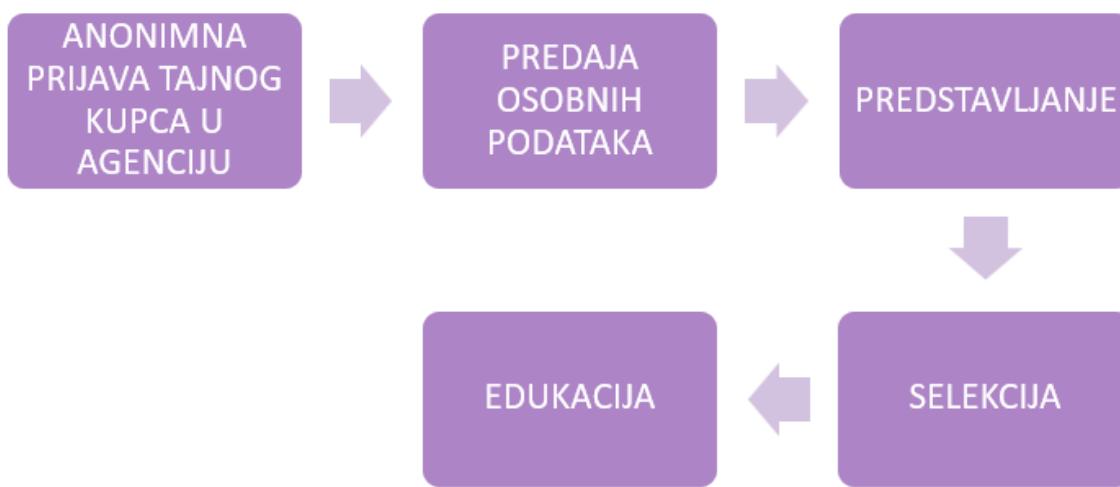 ANONIMNA
PRIJAVA TAJNOG
KUPCA U
AGENCIJU
PREDAJA
OSOBNIH
PODATAKA
PREDSTAVLJANJE
SELEKCIJA
EDUKACIJA